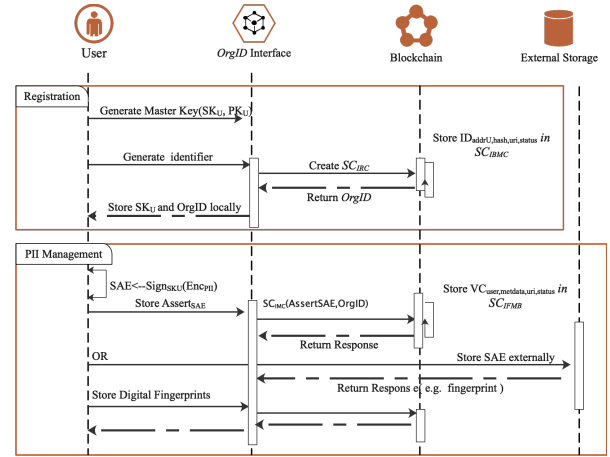 User
OrgID Interface
Blockchain
External Storage
Registration
Generate Master Key(SKU, PKU)
Generate identifier
Create SCIRC
Store IDaddrU,hash,uri,status in
SCIBMC
Return OrgID
Store SKU and OrgID locally
PII Management
SAE<--SignSKU(EncPII)
Store AssertSAE
SCIMC(AssertSAE,OrgID)
Store VCuser,metdata,uri,status in
SCIFMB
Return Response
OR
Store SAE externally
Return Respons e( e.g. fingerprint )
Store Digital Fingerprints